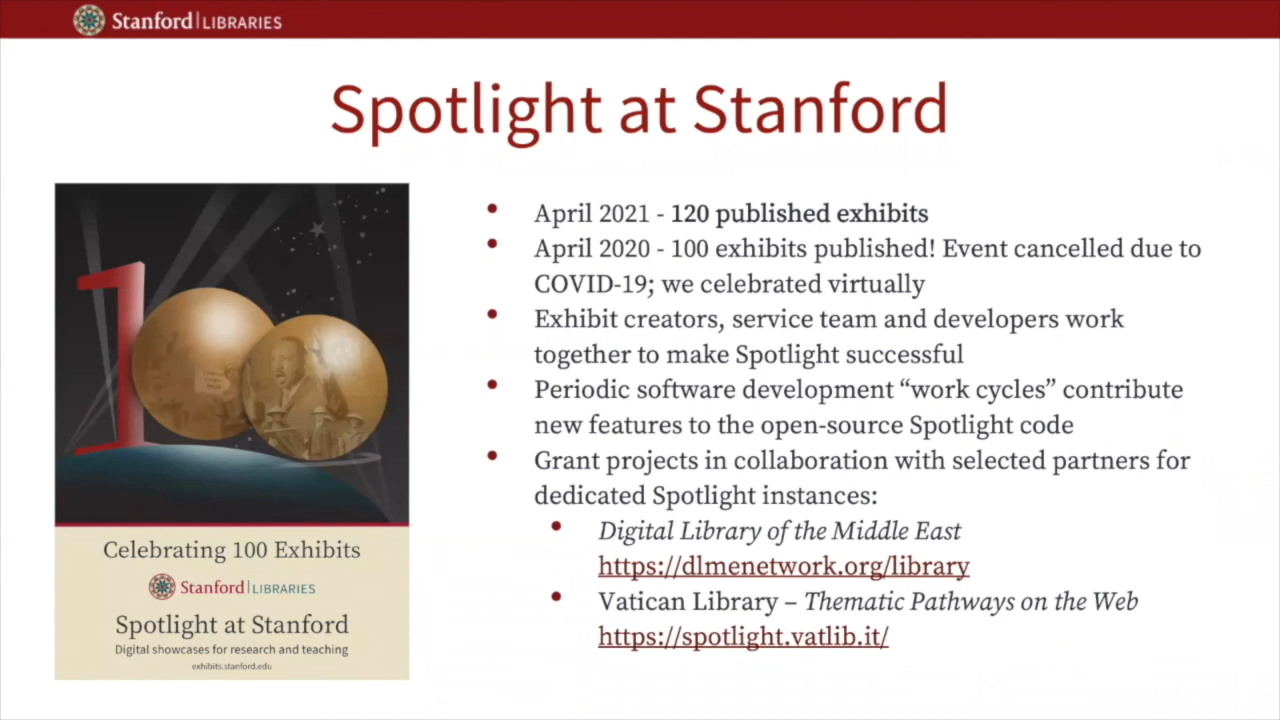 Stanford | LIBRARIES
Spotlight at Stanford
100
Celebrating 100 Exhibits
Stanford | LIBRARIES
Spotlight at Stanford
Digital showcases for research and teaching
exhibits.stanford.edu
• April 2021 - 120 published exhibits
• April 2020 - 100 exhibits published! Event cancelled due to
COVID-19; we celebrated virtually
• Exhibit creators, service team and developers work
together to make Spotlight successful
• Periodic software development “work cycles” contribute
new features to the open-source Spotlight code
• Grant projects in collaboration with selected partners for
dedicated Spotlight instances:
• Digital Library of the Middle East
https://dlmenetwork.org/library
• Vatican Library – Thematic Pathways on the Web
https://spotlight.vatlib.it/